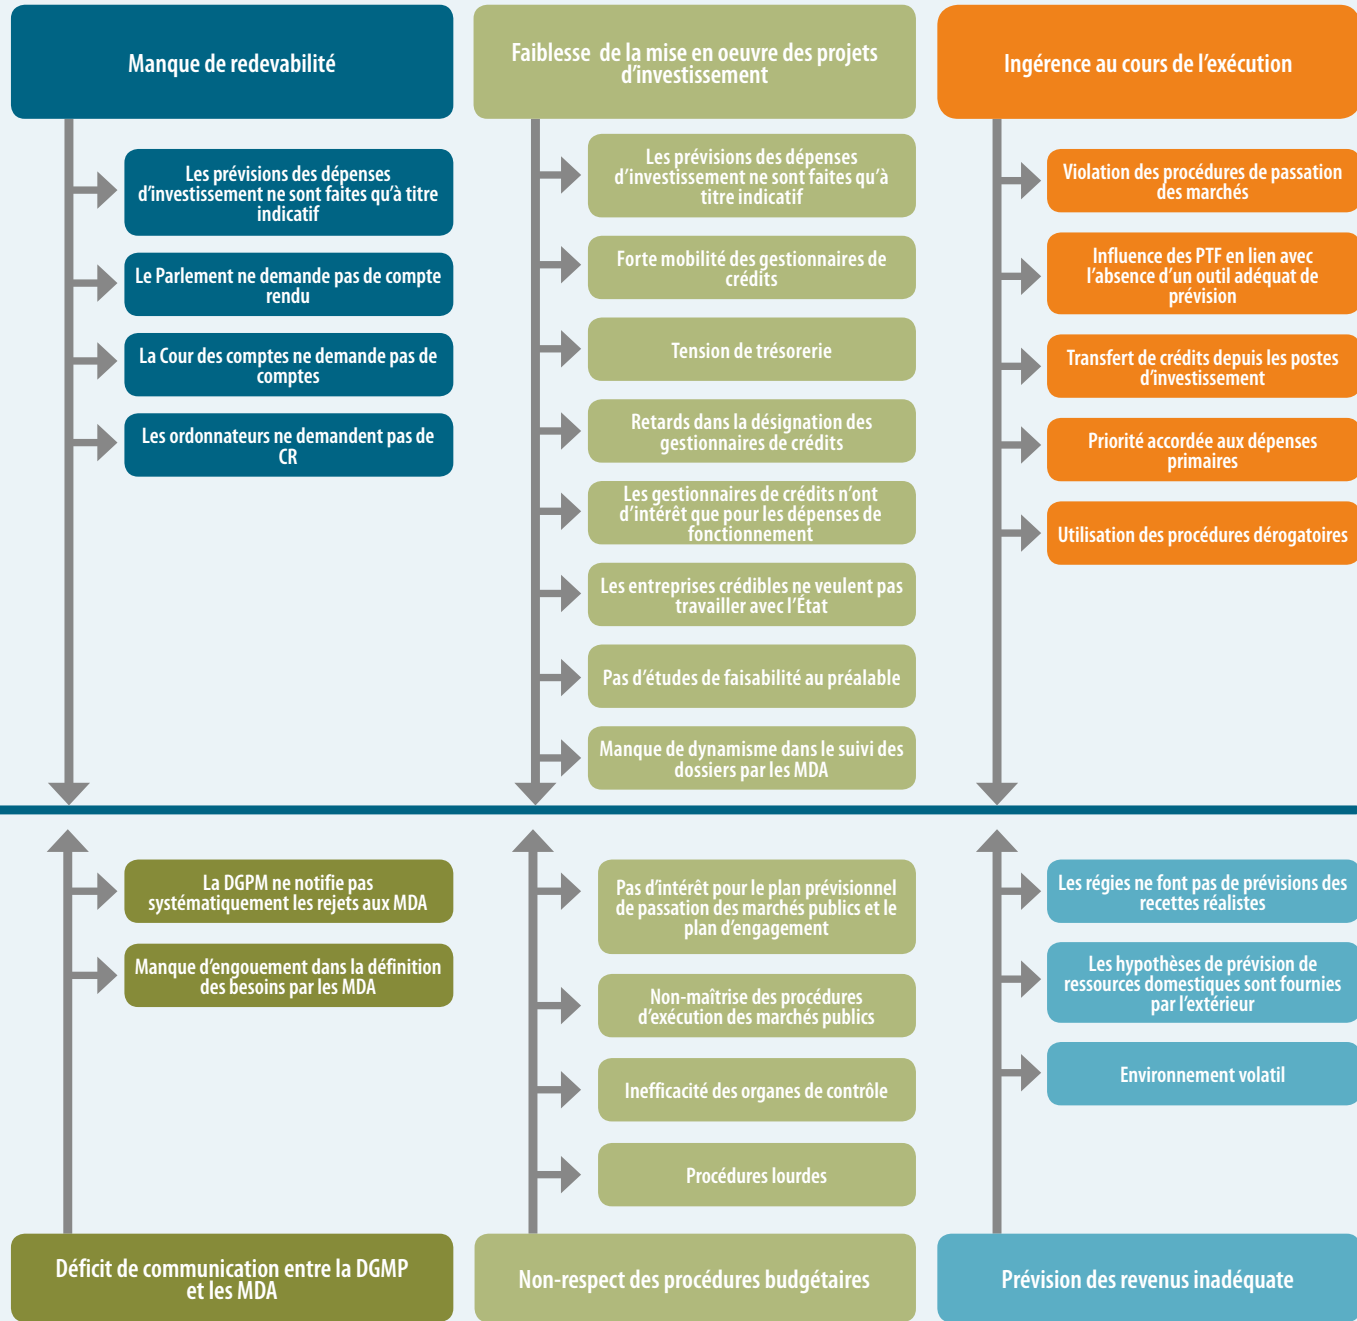 Manque de redevabilité
Les prévisions des dépenses
d’investissement ne sont faites qu’à titre
indicatif
Le Parlement ne demande pas de compte
rendu
La Cour des comptes ne demande pas de
comptes
Les ordonnateurs ne demandent pas de
CR
Faiblesse de la mise en oeuvre des projets
d’investissement
Les prévisions des dépenses
d’investissement ne sont faites qu’à
titre indicatif
Forte mobilité des gestionnaires de
crédits
Tension de trésorerie
Retards dans la désignation des
gestionnaires de crédits
Les gestionnaires de crédits n’ont
d’intérêt que pour les dépenses de
fonctionnement
Les entreprises crédibles ne veulent pas
travailler avec l’État
Pas d’études de faisabilité au préalable
Manque de dynamisme dans le suivi des
dossiers par les MDA
Ingérence au cours de l’exécution
Violation des procédures de passation
des marchés
Influence des PTF en lien avec
l’absence d’un outil adéquat de
prévision
Transfert de crédits depuis les postes
d’investissement
Priorité accordée aux dépenses
primaires
Utilisation des procédures dérogatoires
La DGPM ne notifie pas
systématiquement les rejets aux MDA
Manque d’engouement dans la définition
des besoins par les MDA
Déficit de communication entre la DGMP
et les MDA
Pas d’intérêt pour le plan prévisionnel
de passation des marchés publics et le
plan d’engagement
Non-maîtrise des procédures
d’exécution des marchés publics
Inefficacité des organes de contrôle
Procédures lourdes
Non-respect des procédures budgétaires
Les régies ne font pas de prévisions des
recettes réalistes
Les hypothèses de prévision de
ressources domestiques sont fournies
par l’extérieur
Environnement volatil
Prévision des revenus inadéquate